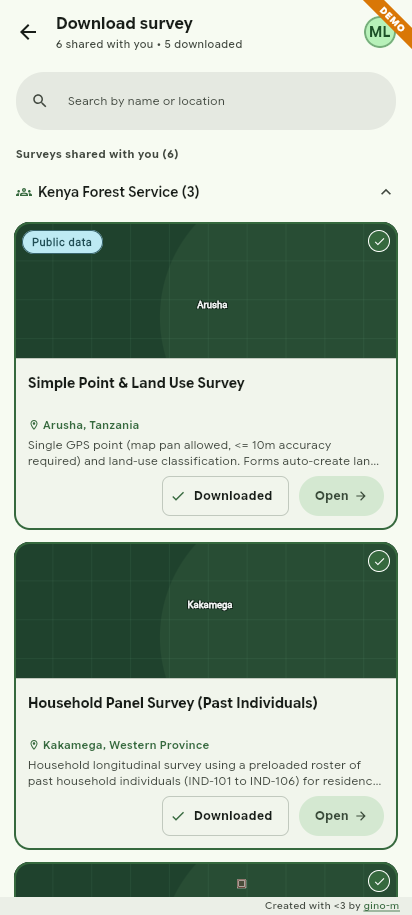 Download survey
6 shared with you • 5 downloaded
ML
DEMO
Search by name or location
Surveys shared with you (6)
Kenya Forest Service (3)
Public data
Arusha
Simple Point & Land Use Survey
Arusha, Tanzania
Single GPS point (map pan allowed, <= 10m accuracy
required) and land-use classification. Forms auto-create lan...
Downloaded
Open
Kakamega
Household Panel Survey (Past Individuals)
Kakamega, Western Province
Household longitudinal survey using a preloaded roster of
past household individuals (IND-101 to IND-106) for residenc...
Downloaded
Open
Created with <3 by gino-m